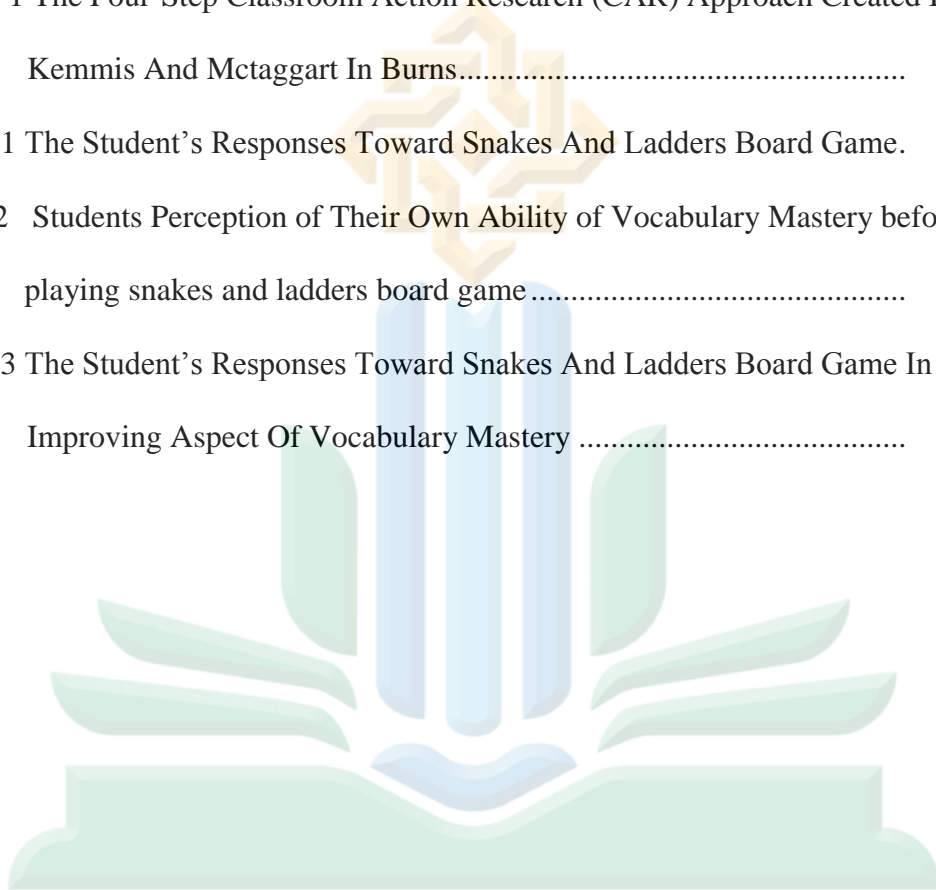 1 The Four Step Classroom Action Research (CAR) Approach Created
Kemmis And Mctaggart In Burns........................................................
1 The Student’s Responses Toward Snakes And Ladders Board Game.
2 Students Perception of Their Own Ability of Vocabulary Mastery
playing snakes and ladders board game...............................................
3 The Student’s Responses Toward Snakes And Ladders Board Game In
Improving Aspect Of Vocabulary Mastery .........................................